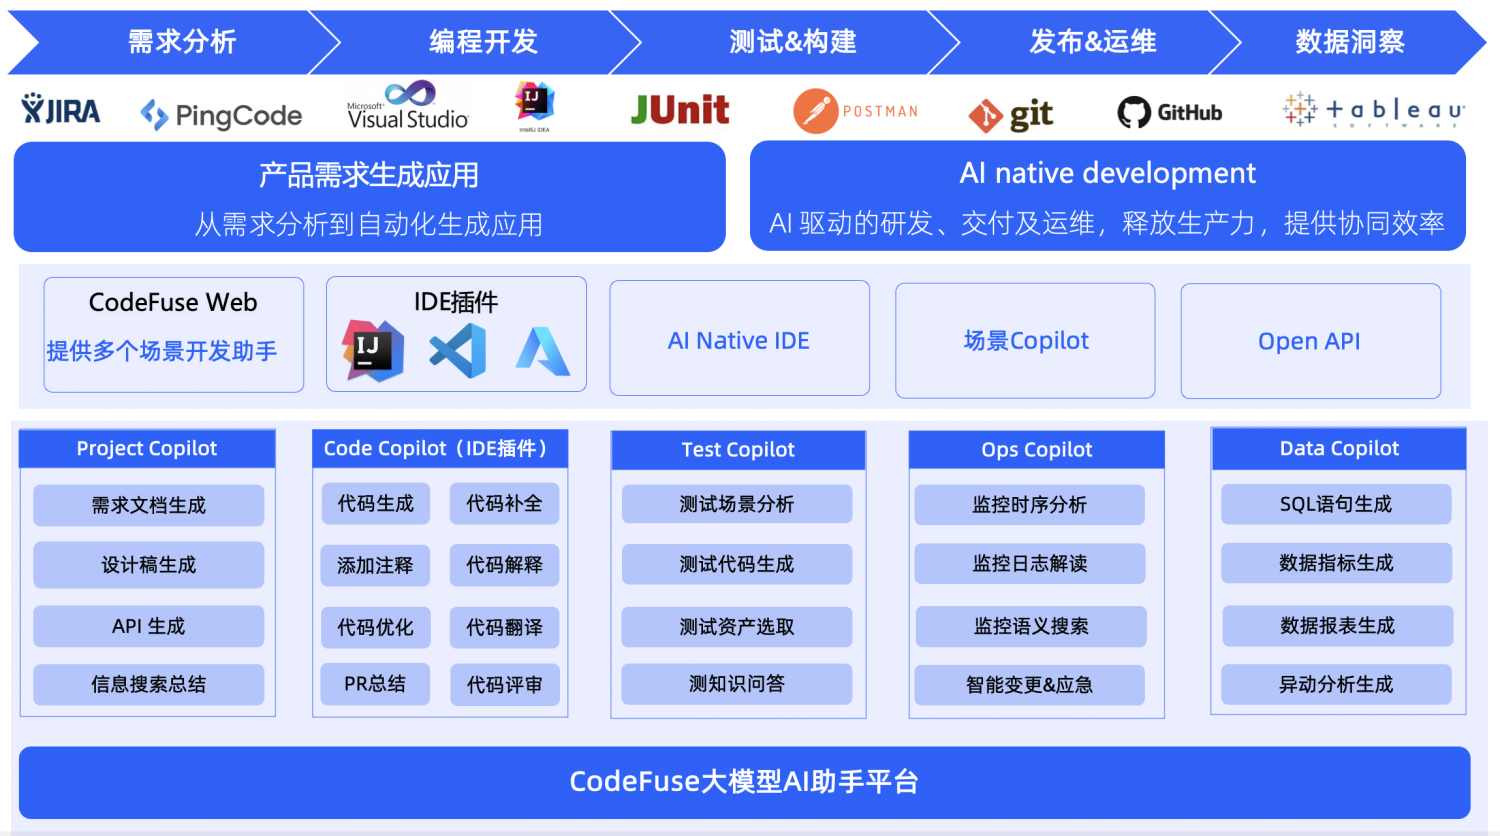 需求分析
编程开发
测试&构建
发布&运维
数据洞察
JIRA
PingCode
Microsoft®
Visual Studio
IJ
IntelliJ IDEA
JUnit
POSTMAN
git
GitHub
+ableau
SOFTWARE
产品需求生成应用
从需求分析到自动化生成应用
AI native development
AI 驱动的研发、交付及运维，释放生产力，提供协同效率
CodeFuse Web
提供多个场景开发助手
IDE插件
IJ
AI Native IDE
场景Copilot
Open API
Project Copilot
需求文档生成
设计稿生成
API 生成
信息搜索总结
Code Copilot（IDE插件）
代码生成 代码补全
添加注释 代码解释
代码优化 代码翻译
PR总结 代码评审
Test Copilot
测试场景分析
测试代码生成
测试资产选取
测知识问答
Ops Copilot
监控时序分析
监控日志解读
监控语义搜索
智能变更&应急
Data Copilot
SQL语句生成
数据指标生成
数据报表生成
异动分析生成
CodeFuse大模型AI助手平台